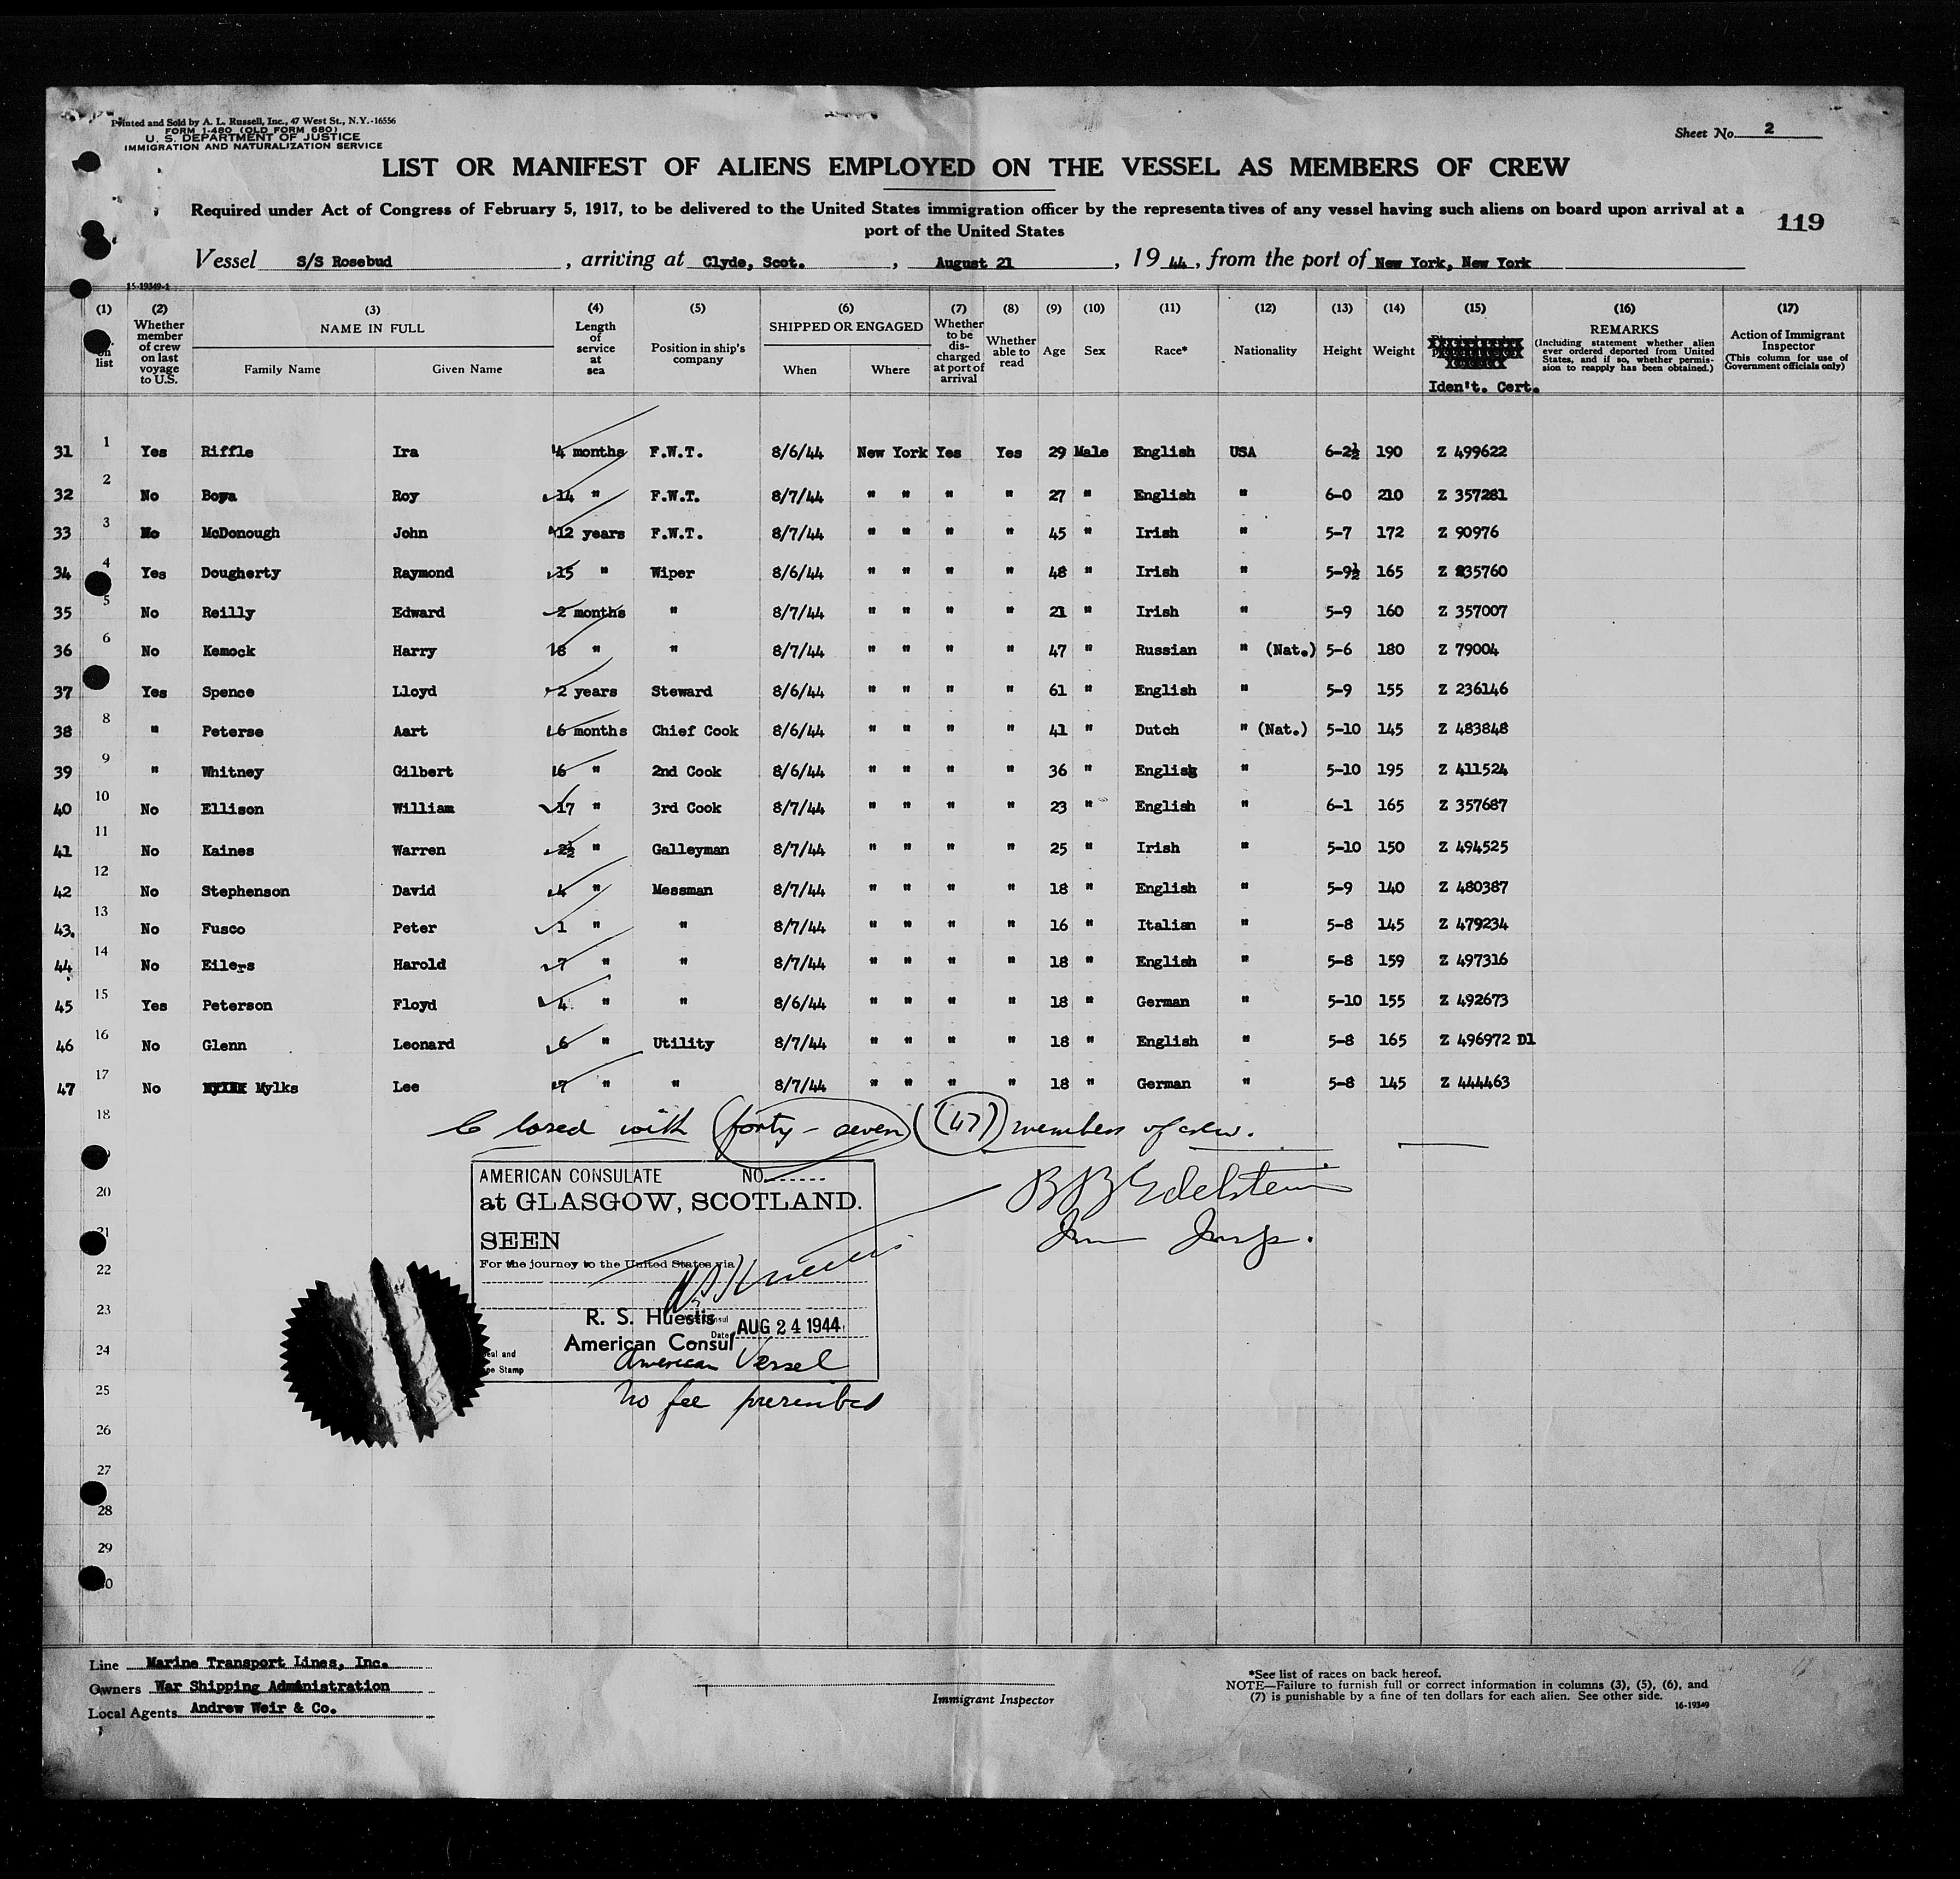 Printed and Sold by A. L. Russell, Inc., 47 West St., N.Y.-16556
FORM I-480 (OLD FORM 680)
U. S. DEPARTMENT OF JUSTICE
IMMIGRATION AND NATURALIZATION SERVICE
Sheet No. 2
LIST OR MANIFEST OF ALIENS EMPLOYED ON THE VESSEL AS MEMBERS OF CREW
Required under Act of Congress of February 5, 1917, to be delivered to the United States immigration officer by the representatives of any vessel having such aliens on board upon arrival at a
port of the United States
119
Vessel S/S Rosebud, arriving at Clyde, Scot., August 21, 1944, from the port of New York, New York
15-19349-1
(1) (2) (3) (4) (5) (6) (7) (8) (9) (10) (11) (12) (13) (14) (15) (16) (17)
on list
Whether member of crew on last voyage to U.S.
NAME IN FULL
Family Name Given Name
Length of service at sea
Position in ship's company
SHIPPED OR ENGAGED
When Where
Whether to be discharged at port of arrival
Whether able to read
Age Sex Race* Nationality Height Weight
Iden't. Cert.
REMARKS
(Including statement whether alien ever ordered deported from United States, and if so, whether permission to reapply has been obtained.)
Action of Immigrant Inspector
(This column for use of Government officials only)
31 1 Yes Riffle Ira 4 months F.W.T. 8/6/44 New York Yes Yes 29 Male English USA 6-2½ 190 Z 499622
32 2 No Boya Roy 14 " F.W.T. 8/7/44 " " " " 27 " English " 6-0 210 Z 357281
33 3 No McDonough John 12 years F.W.T. 8/7/44 " " " " 45 " Irish " 5-7 172 Z 90976
34 4 Yes Dougherty Raymond 15 " Wiper 8/6/44 " " " " 48 " Irish " 5-9½ 165 Z 235760
35 5 No Reilly Edward 2 months " 8/7/44 " " " " 21 " Irish " 5-9 160 Z 357007
36 6 No Kemock Harry 18 " " 8/7/44 " " " " 47 " Russian " (Nat.) 5-6 180 Z 79004
37 Yes Spence Lloyd 2 years Steward 8/6/44 " " " " 61 " English " 5-9 155 Z 236146
38 8 " Peterse Aart 6 months Chief Cook 8/6/44 " " " " 41 " Dutch " (Nat.) 5-10 145 Z 483848
39 9 " Whitney Gilbert 6 " 2nd Cook 8/6/44 " " " " 36 " English " 5-10 195 Z 411524
40 10 No Ellison William 17 " 3rd Cook 8/7/44 " " " " 23 " English " 6-1 165 Z 357687
41 11 No Kaines Warren 2½ " Galleyman 8/7/44 " " " " 25 " Irish " 5-10 150 Z 494525
42 12 No Stephenson David 4 " Messman 8/7/44 " " " " 18 " English " 5-9 140 Z 480387
43. 13 No Fusco Peter 1 " " 8/7/44 " " " " 16 " Italian " 5-8 145 Z 479234
44 14 No Eilers Harold 7 " " 8/7/44 " " " " 18 " English " 5-8 159 Z 497316
45 15 Yes Peterson Floyd 4 " " 8/6/44 " " " " 18 " German " 5-10 155 Z 492673
46 16 No Glenn Leonard 6 " Utility 8/7/44 " " " " 18 " English " 5-8 165 Z 496972 D1
47 17 No Mylks Lee 7 " " 8/7/44 " " " " 18 " German " 5-8 145 Z 444463
18 Closed with (forty-seven) (47) members of crew.
B B Edelstein
Imm Insp.
AMERICAN CONSULATE NO.
at GLASGOW, SCOTLAND.
SEEN
For the journey to the United States via
R. S. Huestis
American Consul
Date AUG 24 1944
American Vessel
No fee prescribed
20
21
22
23
24
25
26
27
28
29
30
Line Marine Transport Lines, Inc.
Owners War Shipping Administration
Local Agents Andrew Weir & Co.
Immigrant Inspector
*See list of races on back hereof.
NOTE—Failure to furnish full or correct information in columns (3), (5), (6), and
(7) is punishable by a fine of ten dollars for each alien. See other side.
16-19349